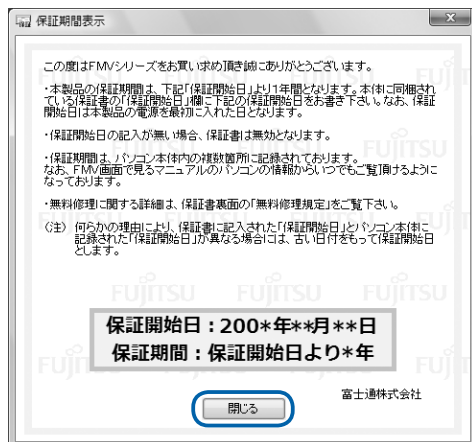 保証期間表示
この度はFMVシリーズをお買い求め頂き誠にありがとうございます。
・本製品の保証期間は、下記「保証開始日」より1年間となります。本体に同梱され
ている保証書の「保証開始日」欄に下記の保証開始日をお書き下さい。なお、保証
開始日は本製品の電源を最初に入れた日となります。
・保証開始日の記入が無い場合、保証書は無効となります。
・保証期間は、パソコン本体内の複数箇所に記録されております。
なお、FMV画面で見るマニュアルのパソコンの情報からいつでもご覧頂けるように
なっております。
・無料修理に関する詳細は、保証書裏面の「無料修理規定」をご覧下さい。
(注) 何らかの理由により、保証書に記入された「保証開始日」とパソコン本体に
記録された「保証開始日」が異なる場合には、古い日付をもって保証開始日
とします。
FUJITSU FUJITSU FUJITSU
保証開始日：200*年**月**日
保証期間：保証開始日より*年
富士通株式会社
閉じる